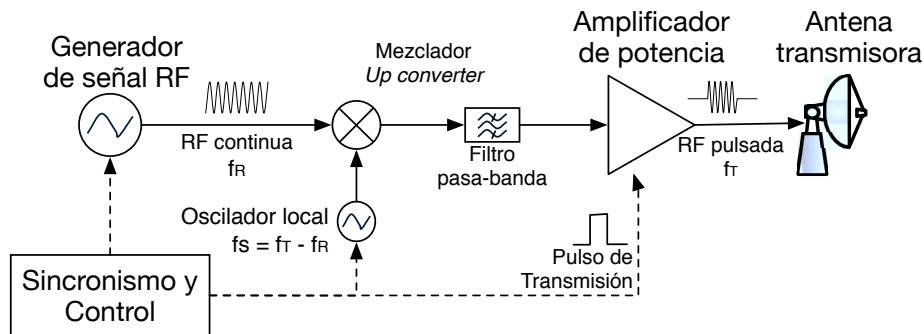 Generador
de señal RF
RF continua
fR
Mezclador
Up converter
Oscilador local
fs = fT - fR
Filtro
pasa-banda
Amplificador
de potencia
RF pulsada
fT
Antena
transmisora
Pulso de
Transmisión
Sincronismo y
Control